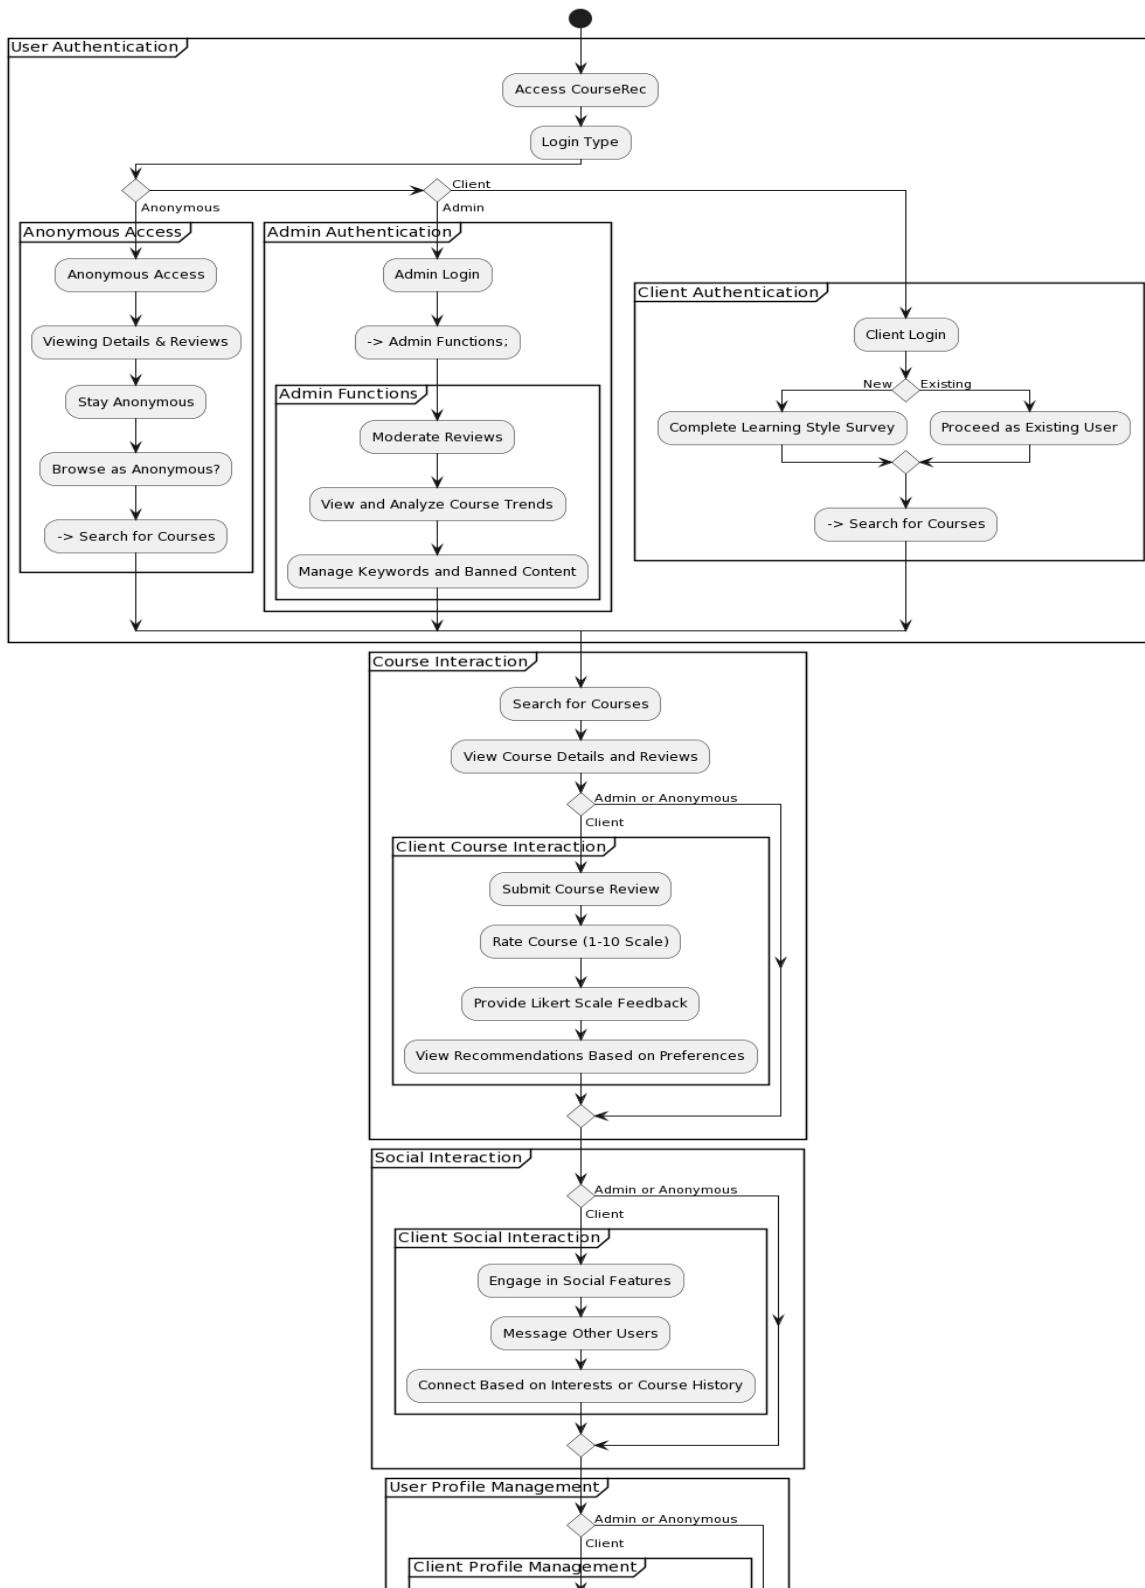 User Authentication
Access CourseRec
Login Type
Client
Anonymous
Admin
Anonymous Access
Admin Authentication
Anonymous Access
Admin Login
Client Authentication
Client Login
Viewing Details & Reviews
-> Admin Functions;
New
Existing
Admin Functions
Stay Anonymous
Complete Learning Style Survey
Proceed as Existing User
Moderate Reviews
Browse as Anonymous?
View and Analyze Course Trends
-> Search for Courses
-> Search for Courses
Manage Keywords and Banned Content
Course Interaction
Search for Courses
View Course Details and Reviews
Admin or Anonymous
Client
Client Course Interaction
Submit Course Review
Rate Course (1-10 Scale)
Provide Likert Scale Feedback
View Recommendations Based on Preferences
Social Interaction
Admin or Anonymous
Client
Client Social Interaction
Engage in Social Features
Message Other Users
Connect Based on Interests or Course History
User Profile Management
Admin or Anonymous
Client
Client Profile Management